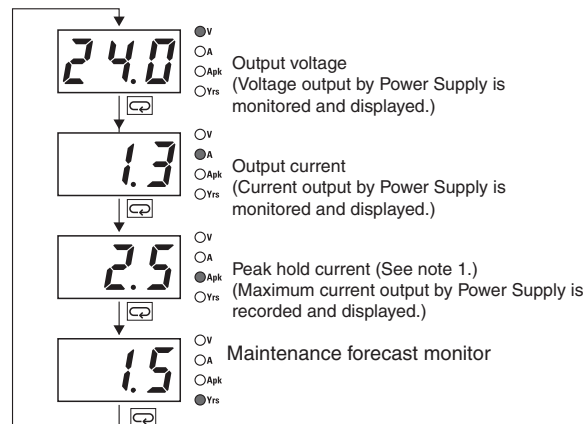 24.0
V
A
Apk
Yrs
Output voltage
(Voltage output by Power Supply is
monitored and displayed.)
1.3
V
A
Apk
Yrs
Output current
(Current output by Power Supply is
monitored and displayed.)
2.5
V
A
Apk
Yrs
Peak hold current (See note 1.)
(Maximum current output by Power Supply is
recorded and displayed.)
1.5
V
A
Apk
Yrs
Maintenance forecast monitor